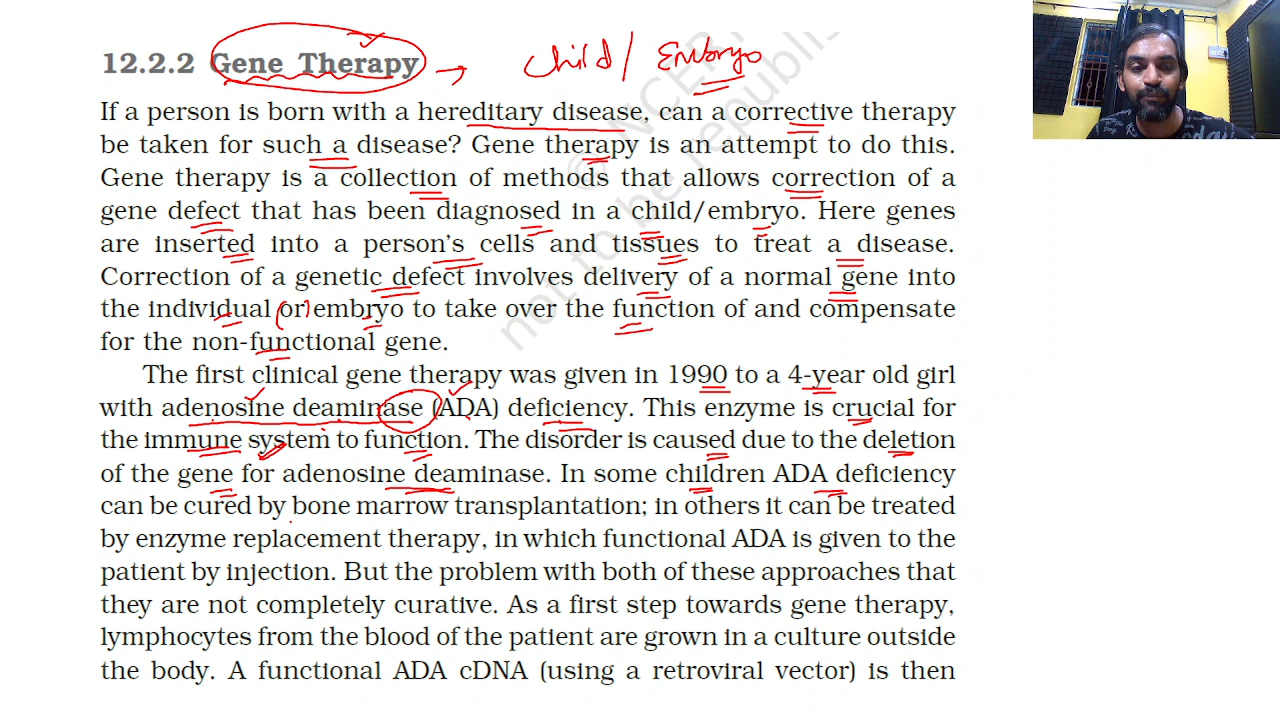 12.2.2 Gene Therapy → Child / Embryo
If a person is born with a hereditary disease, can a corrective therapy
be taken for such a disease? Gene therapy is an attempt to do this.
Gene therapy is a collection of methods that allows correction of a
gene defect that has been diagnosed in a child/embryo. Here genes
are inserted into a person's cells and tissues to treat a disease.
Correction of a genetic defect involves delivery of a normal gene into
the individual (or) embryo to take over the function of and compensate
for the non-functional gene.
The first clinical gene therapy was given in 1990 to a 4-year old girl
with adenosine deaminase (ADA) deficiency. This enzyme is crucial for
the immune system to function. The disorder is caused due to the deletion
of the gene for adenosine deaminase. In some children ADA deficiency
can be cured by bone marrow transplantation; in others it can be treated
by enzyme replacement therapy, in which functional ADA is given to the
patient by injection. But the problem with both of these approaches that
they are not completely curative. As a first step towards gene therapy,
lymphocytes from the blood of the patient are grown in a culture outside
the body. A functional ADA cDNA (using a retroviral vector) is then
© NCERT
not to be republi